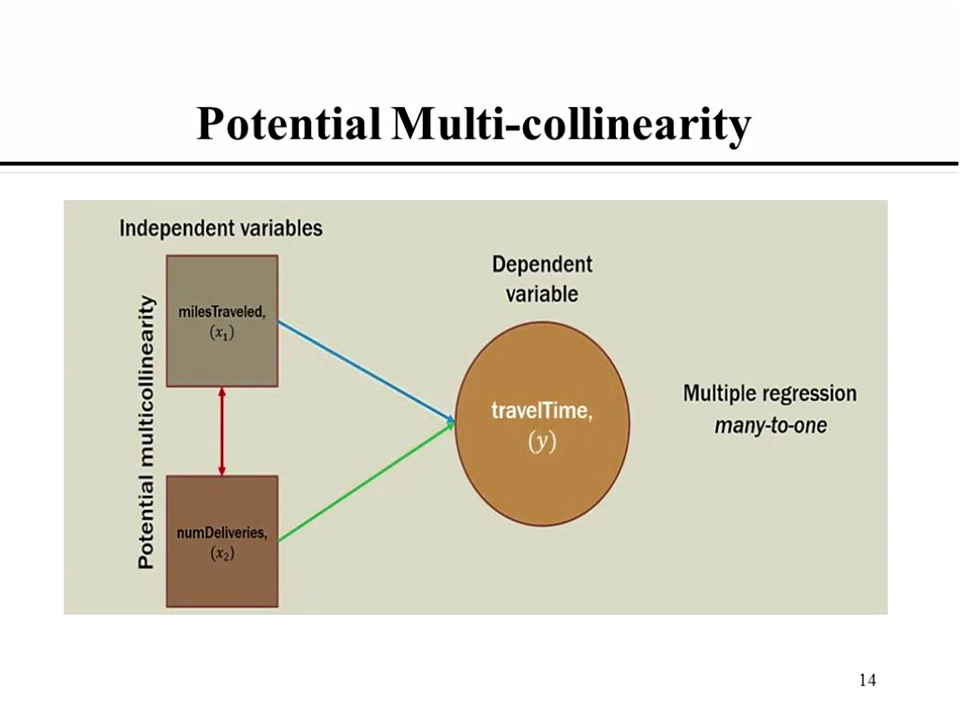 Potential Multi-collinearity
Independent variables
milesTraveled,
(x₁)
Potential multicollinearity
numDeliveries,
(x₂)
Dependent
variable
travelTime,
(y)
Multiple regression
many-to-one
14